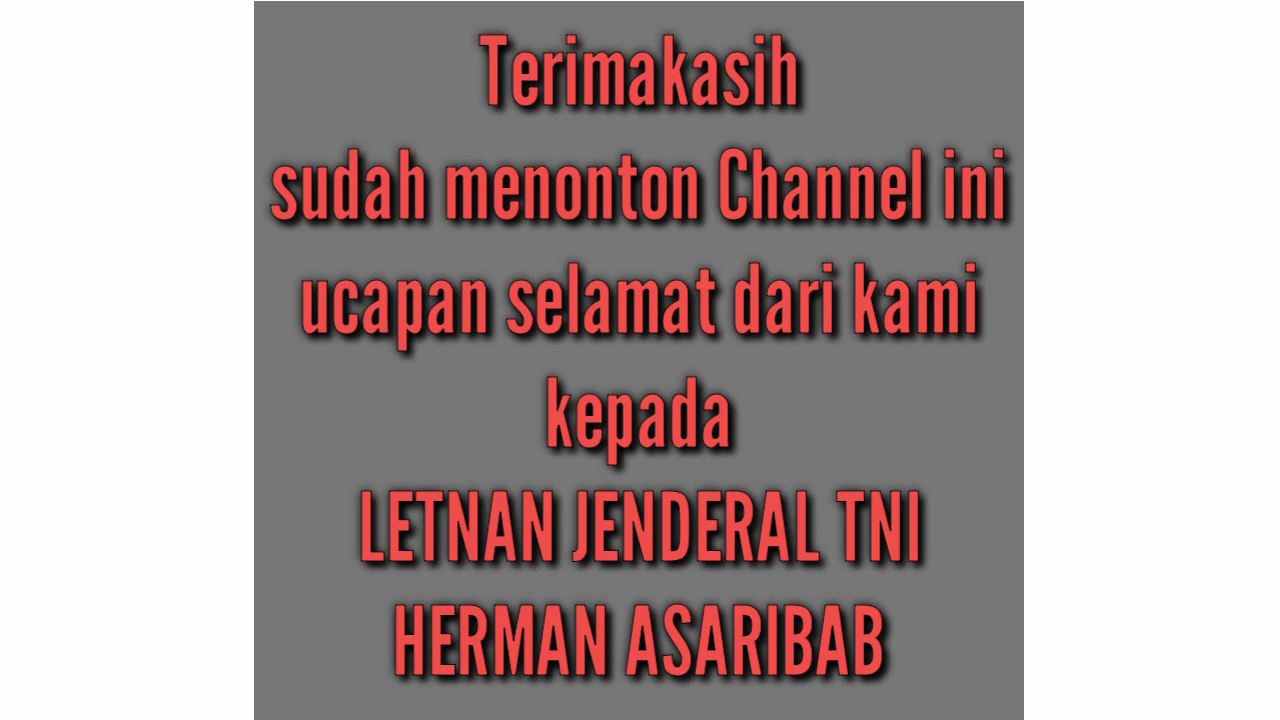 Terimakasih
sudah menonton Channel ini
ucapan selamat dari kami
kepada
LETNAN JENDERAL TNI
HERMAN ASARIBAB